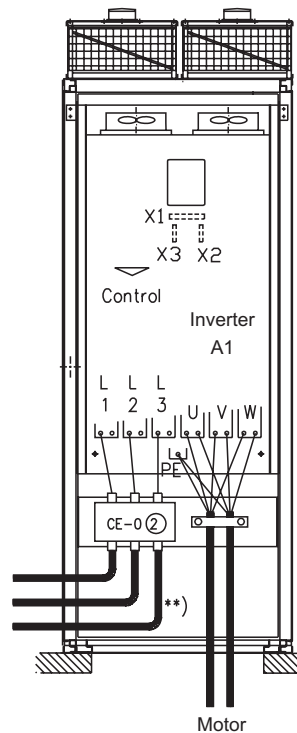 X1
X3 X2
Control
Inverter
A1
L L L
1 2 3
U V W
PE
CE-0 2
**)
Motor